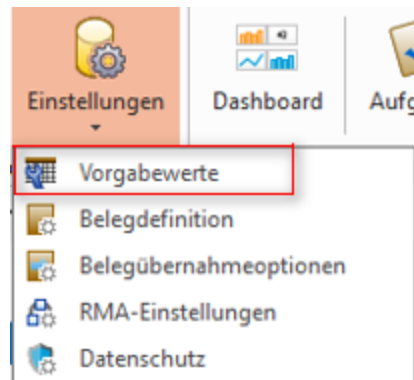 Einstellungen Dashboard
Vorgabewerte
Belegdefinition
Belegübernahmeoptionen
RMA-Einstellungen
Datenschutz